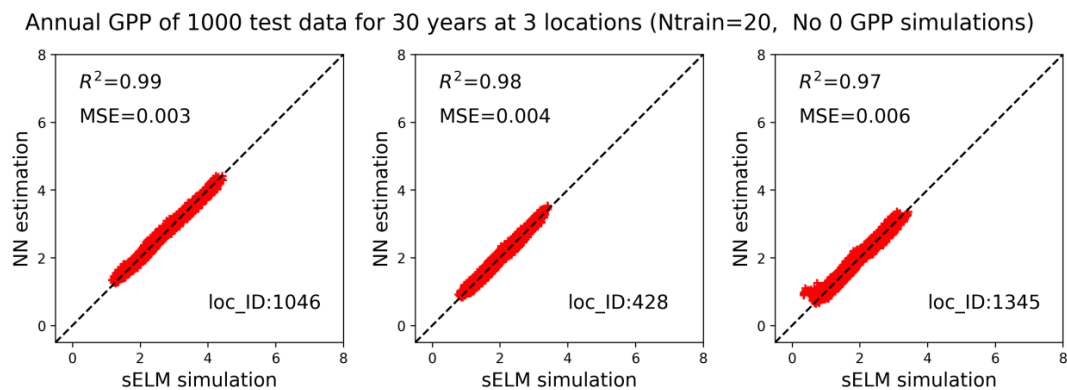 Annual GPP of 1000 test data for 30 years at 3 locations (Ntrain=20,  No 0 GPP simulations)
8
6
4
2
0
NN estimation
R²=0.99
MSE=0.003
loc_ID:1046
0 2 4 6 8
sELM simulation
8
6
4
2
0
NN estimation
R²=0.98
MSE=0.004
loc_ID:428
0 2 4 6 8
sELM simulation
8
6
4
2
0
NN estimation
R²=0.97
MSE=0.006
loc_ID:1345
0 2 4 6 8
sELM simulation